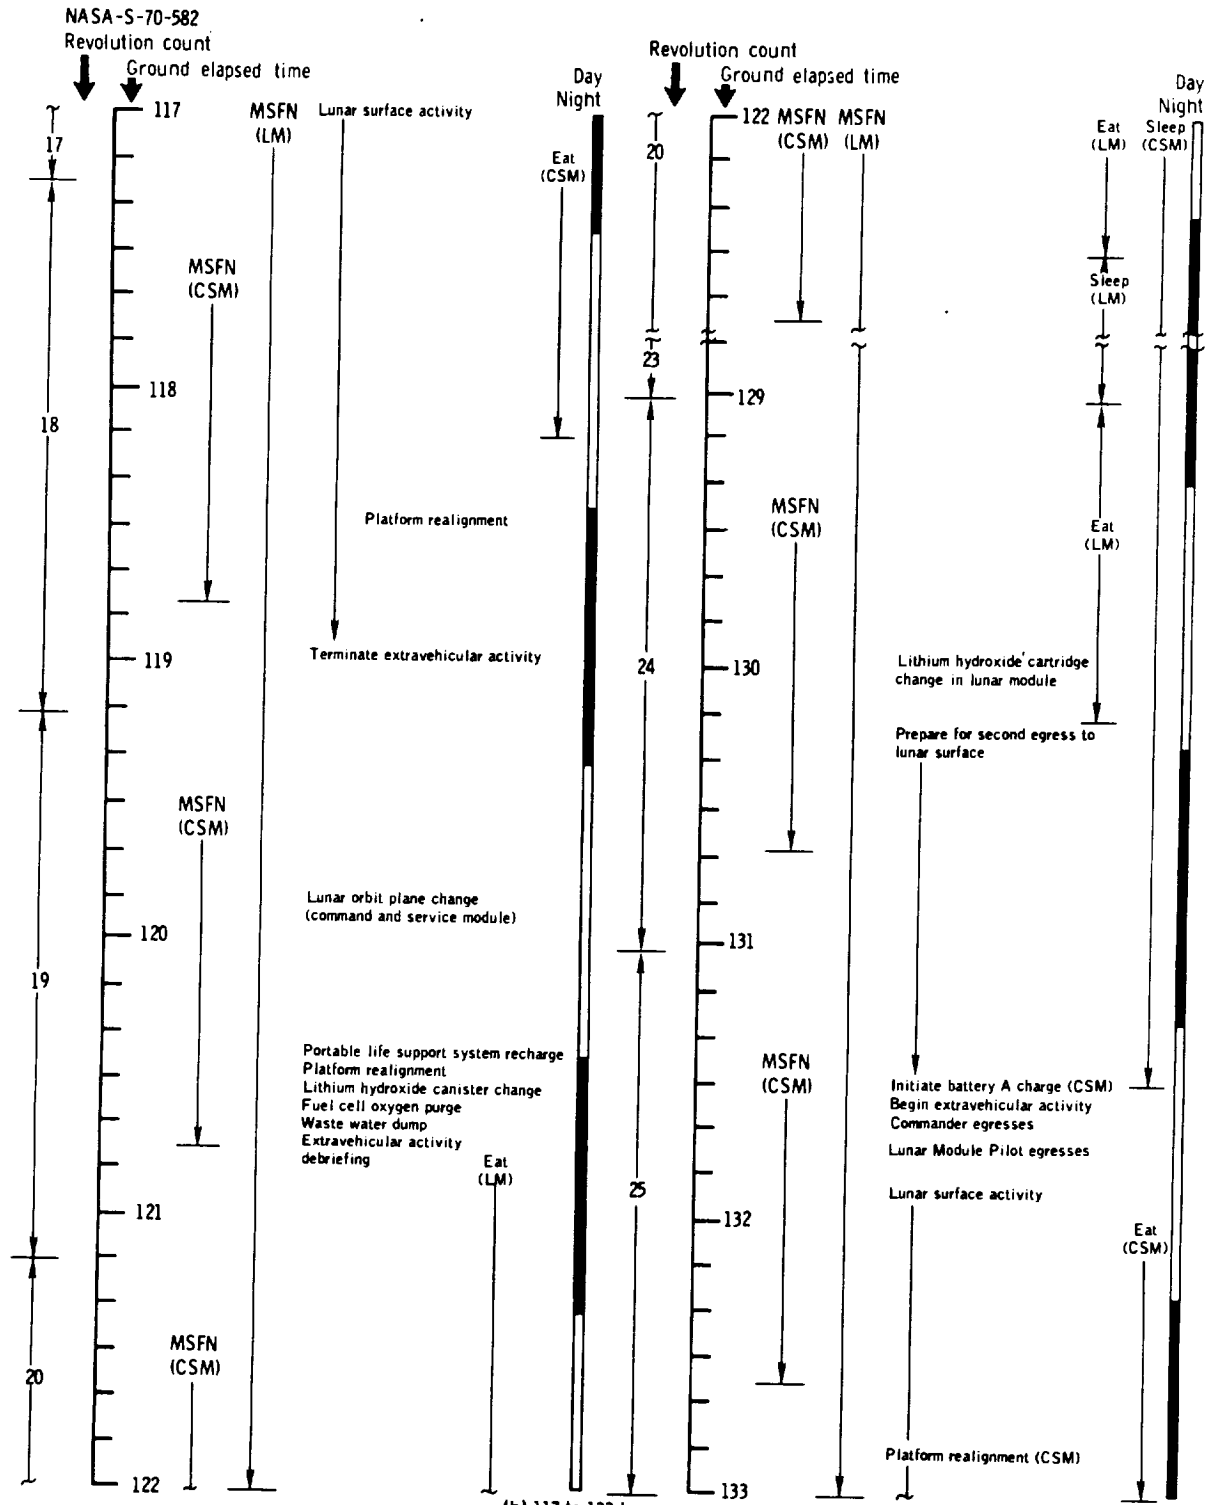 NASA-S-70-582
Revolution count
Ground elapsed time
Day
Night
117
MSFN
(LM)
Lunar surface activity
17
Eat
(CSM)
MSFN
(CSM)
118
18
Platform realignment
119
Terminate extravehicular activity
MSFN
(CSM)
Lunar orbit plane change
(command and service module)
120
19
Portable life support system recharge
Platform realignment
Lithium hydroxide canister change
Fuel cell oxygen purge
Waste water dump
Extravehicular activity
debriefing
Eat
(LM)
121
MSFN
(CSM)
20
122
Revolution count
Ground elapsed time
Day
Night
122
MSFN
(CSM)
MSFN
(LM)
Eat
(LM)
Sleep
(CSM)
20
Sleep
(LM)
23
129
MSFN
(CSM)
Eat
(LM)
24
130
Lithium hydroxide cartridge
change in lunar module
Prepare for second egress to
lunar surface
131
MSFN
(CSM)
Initiate battery A charge (CSM)
Begin extravehicular activity
Commander egresses
Lunar Module Pilot egresses
25
Lunar surface activity
132
Eat
(CSM)
Platform realignment (CSM)
133